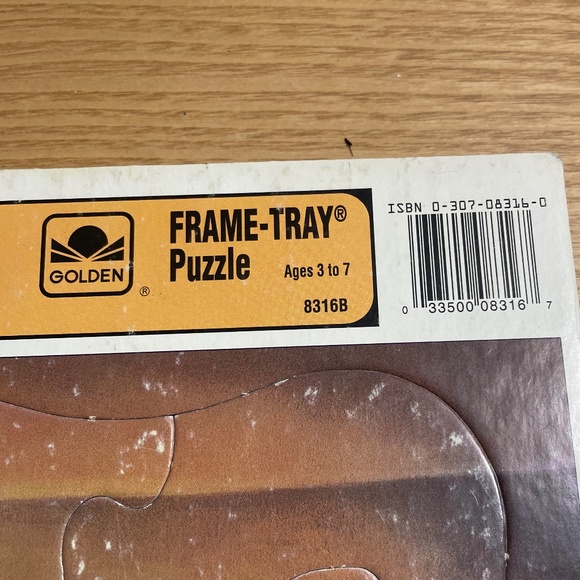 GOLDEN
®
FRAME-TRAY®
Puzzle
Ages 3 to 7
8316B
ISBN 0-307-08316-0
0 33500 08316 7